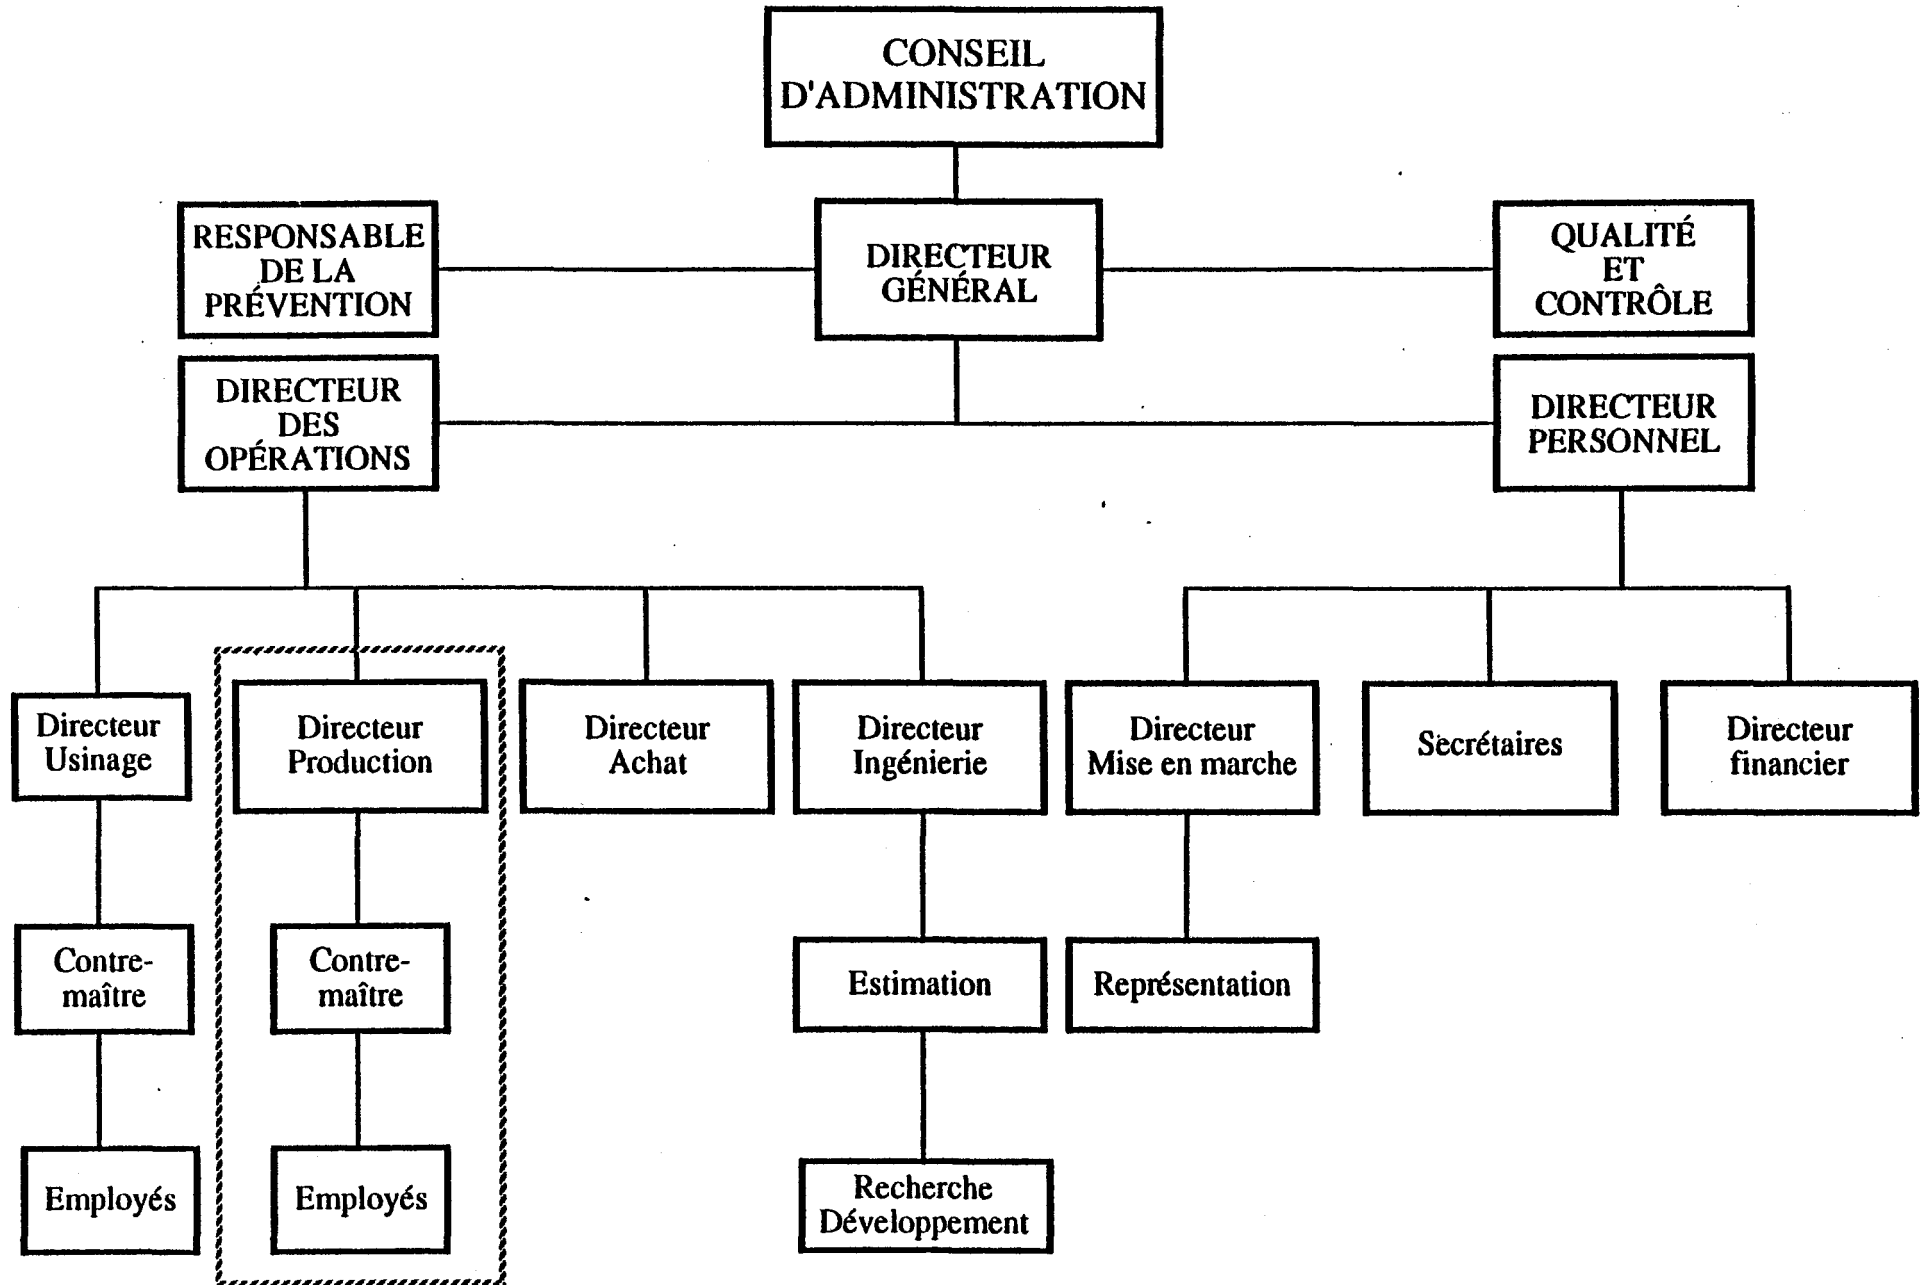 CONSEIL
D'ADMINISTRATION
RESPONSABLE
DE LA
PRÉVENTION
DIRECTEUR
GÉNÉRAL
QUALITÉ
ET
CONTRÔLE
DIRECTEUR
DES
OPÉRATIONS
DIRECTEUR
PERSONNEL
Directeur
Usinage
Directeur
Production
Directeur
Achat
Directeur
Ingénierie
Directeur
Mise en marche
Secrétaires
Directeur
financier
Contre-
maître
Contre-
maître
Estimation
Représentation
Employés
Employés
Recherche
Développement